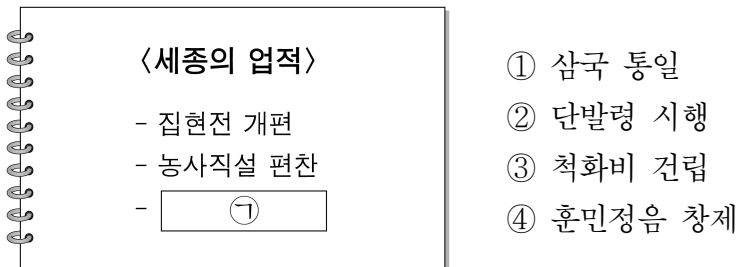 〈세종의 업적〉
- 집현전 개편
- 농사직설 편찬
- ㉠
① 삼국 통일
② 단발령 시행
③ 척화비 건립
④ 훈민정음 창제